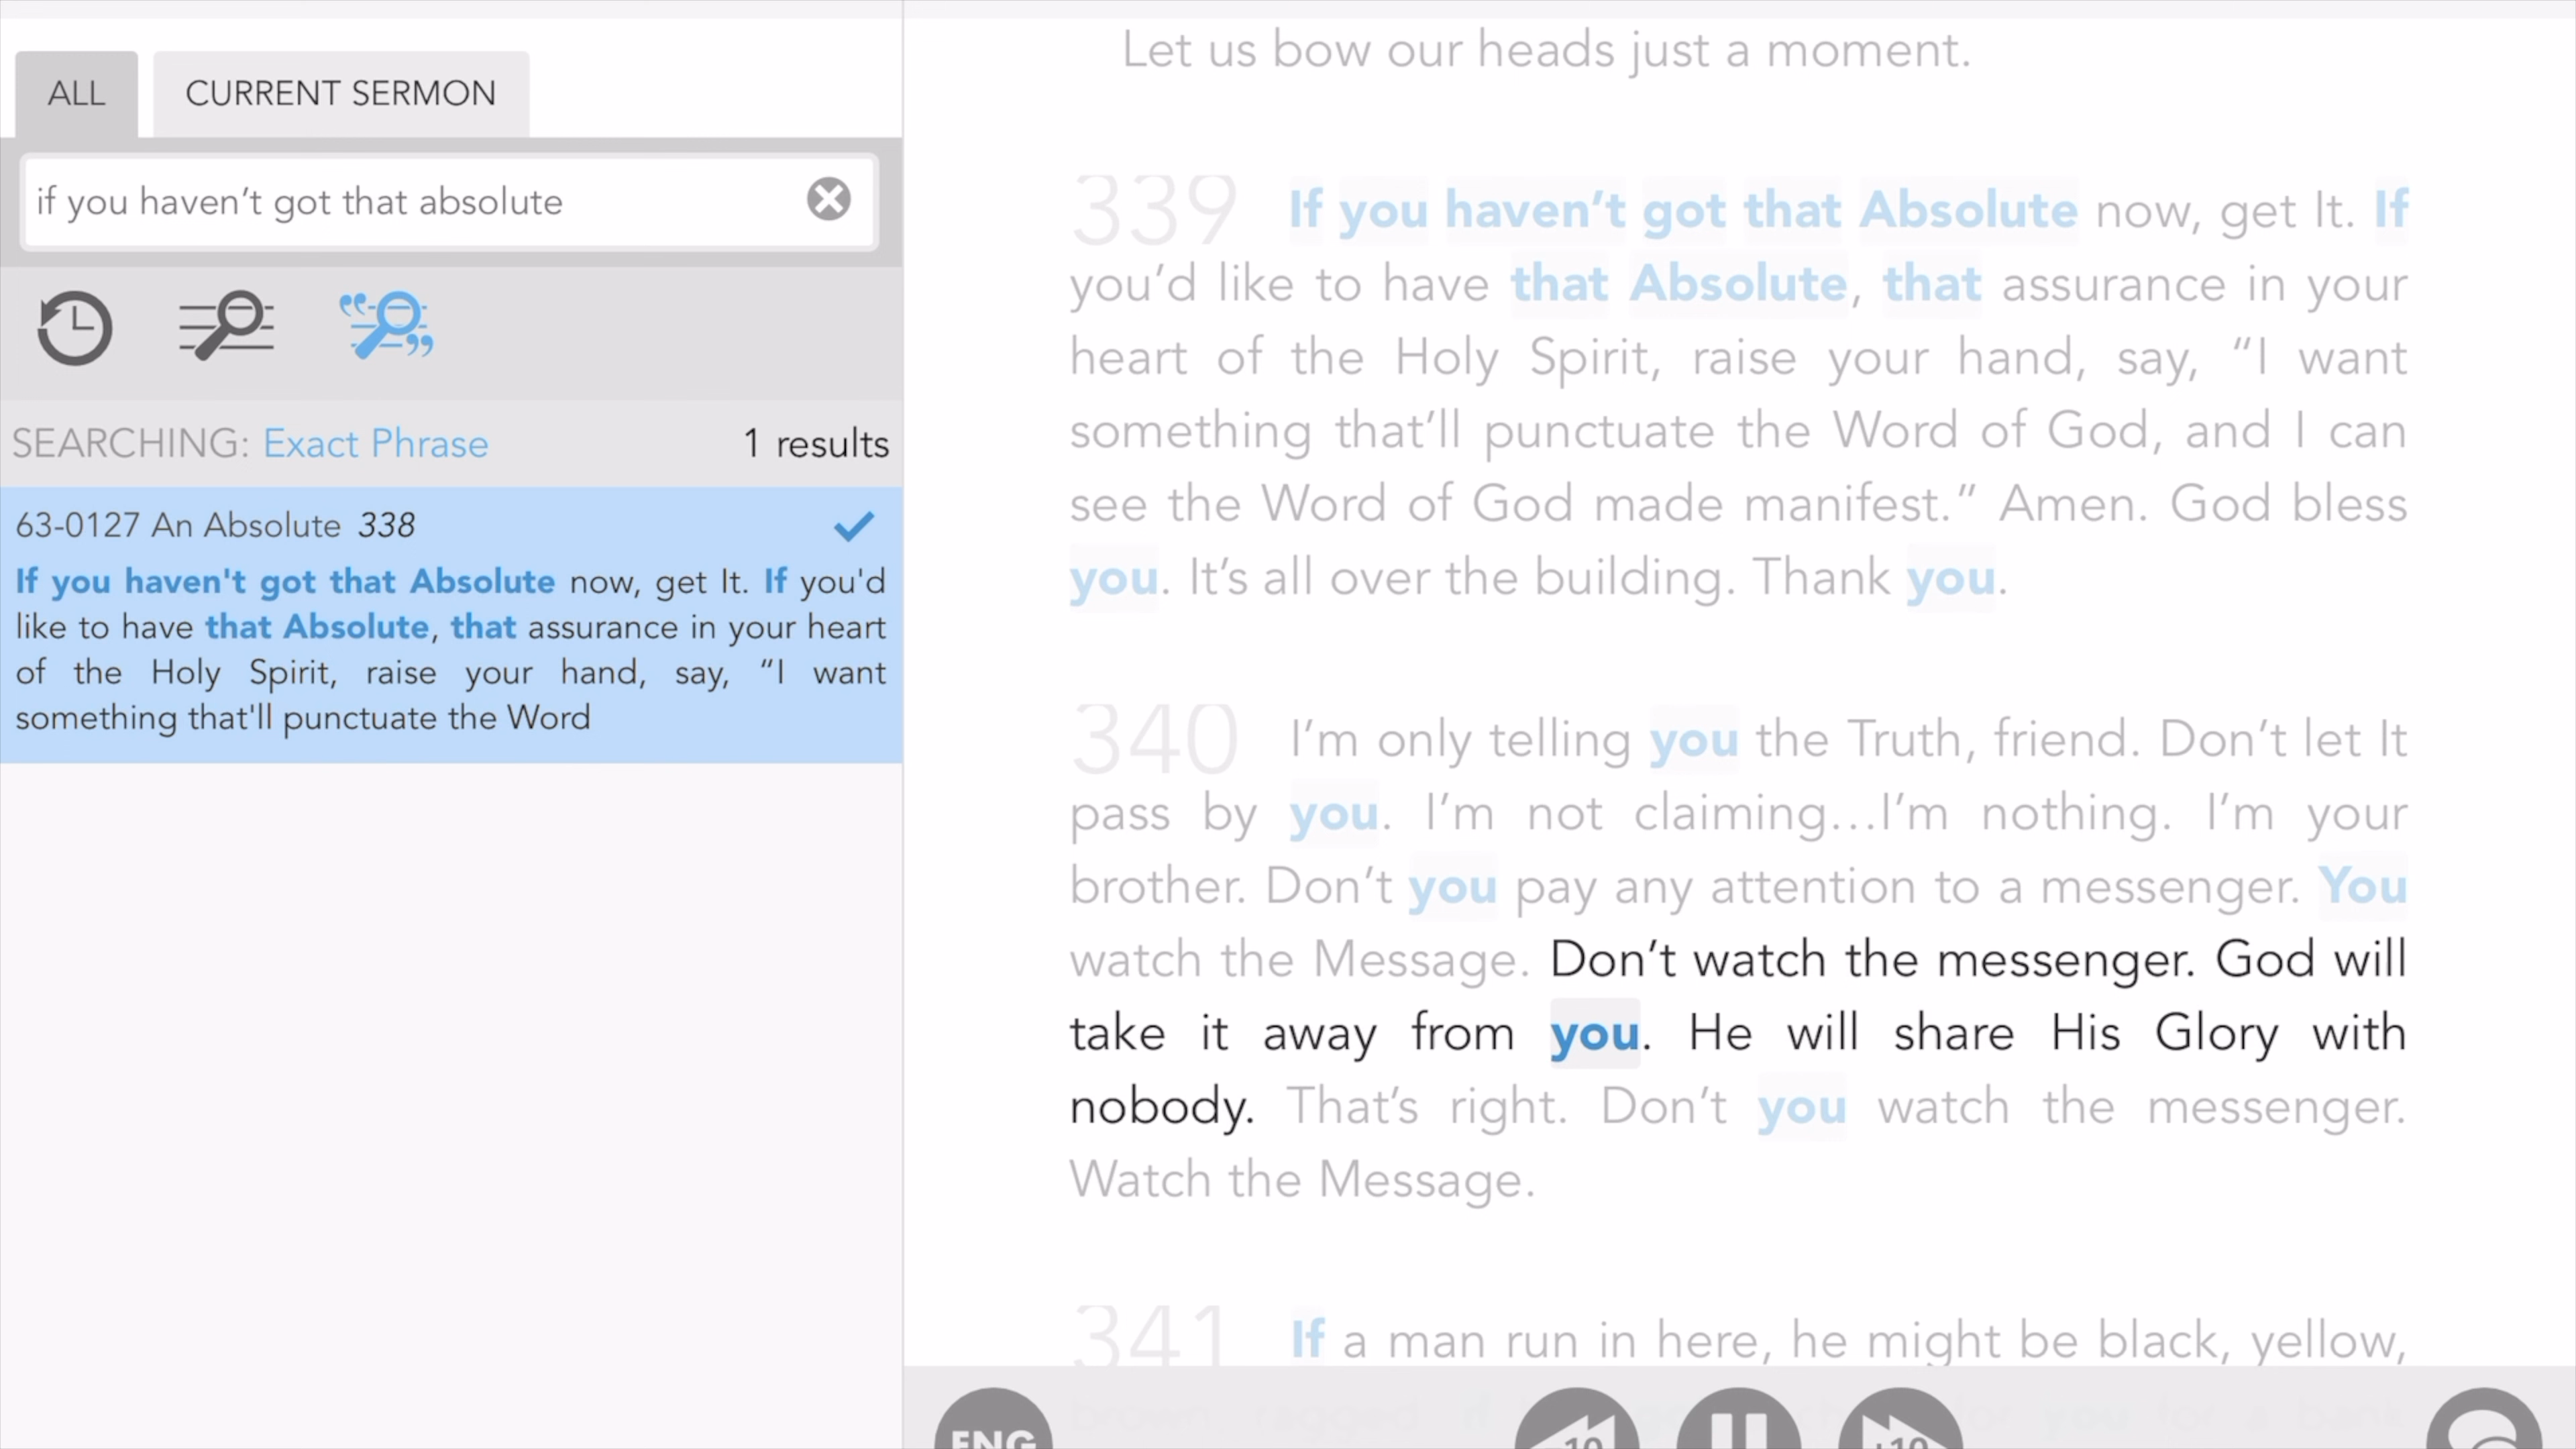 ALL
CURRENT SERMON
if you haven’t got that absolute
SEARCHING: Exact Phrase
1 results
63-0127 An Absolute 338
If you haven't got that Absolute now, get It. If you'd
like to have that Absolute, that assurance in your heart
of the Holy Spirit, raise your hand, say, “I want
something that'll punctuate the Word
Let us bow our heads just a moment.
339 If you haven’t got that Absolute now, get It. If
you’d like to have that Absolute, that assurance in your
heart of the Holy Spirit, raise your hand, say, “I want
something that’ll punctuate the Word of God, and I can
see the Word of God made manifest.” Amen. God bless
you. It’s all over the building. Thank you.
340 I’m only telling you the Truth, friend. Don’t let It
pass by you. I’m not claiming…I’m nothing. I’m your
brother. Don’t you pay any attention to a messenger. You
watch the Message. Don’t watch the messenger. God will
take it away from you. He will share His Glory with
nobody. That’s right. Don’t you watch the messenger.
Watch the Message.
341 If a man run in here, he might be black, yellow,
ENG
10
+10